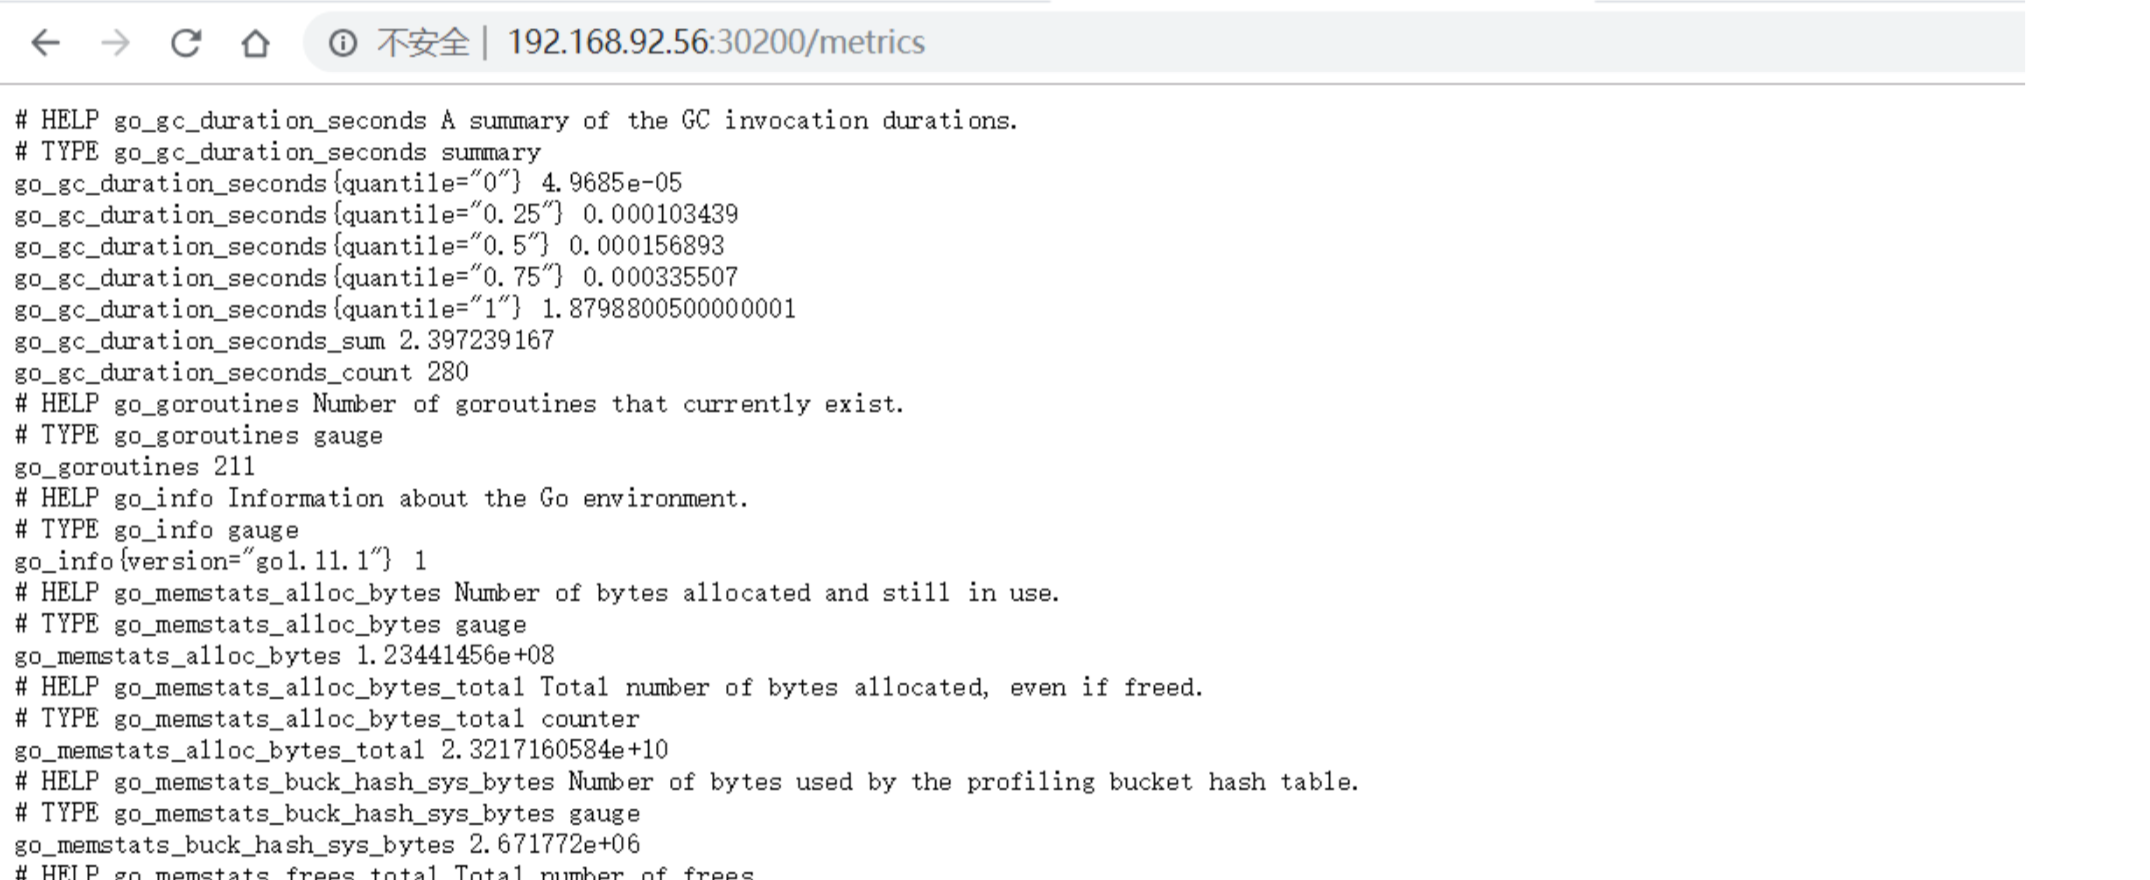 不安全 | 192.168.92.56:30200/metrics
# HELP go_gc_duration_seconds A summary of the GC invocation durations.
# TYPE go_gc_duration_seconds summary
go_gc_duration_seconds{quantile="0"} 4.9685e-05
go_gc_duration_seconds{quantile="0.25"} 0.000103439
go_gc_duration_seconds{quantile="0.5"} 0.000156893
go_gc_duration_seconds{quantile="0.75"} 0.000335507
go_gc_duration_seconds{quantile="1"} 1.8798800500000001
go_gc_duration_seconds_sum 2.397239167
go_gc_duration_seconds_count 280
# HELP go_goroutines Number of goroutines that currently exist.
# TYPE go_goroutines gauge
go_goroutines 211
# HELP go_info Information about the Go environment.
# TYPE go_info gauge
go_info{version="go1.11.1"} 1
# HELP go_memstats_alloc_bytes Number of bytes allocated and still in use.
# TYPE go_memstats_alloc_bytes gauge
go_memstats_alloc_bytes 1.23441456e+08
# HELP go_memstats_alloc_bytes_total Total number of bytes allocated, even if freed.
# TYPE go_memstats_alloc_bytes_total counter
go_memstats_alloc_bytes_total 2.3217160584e+10
# HELP go_memstats_buck_hash_sys_bytes Number of bytes used by the profiling bucket hash table.
# TYPE go_memstats_buck_hash_sys_bytes gauge
go_memstats_buck_hash_sys_bytes 2.671772e+06
# HELP go_memstats_frees_total Total number of frees